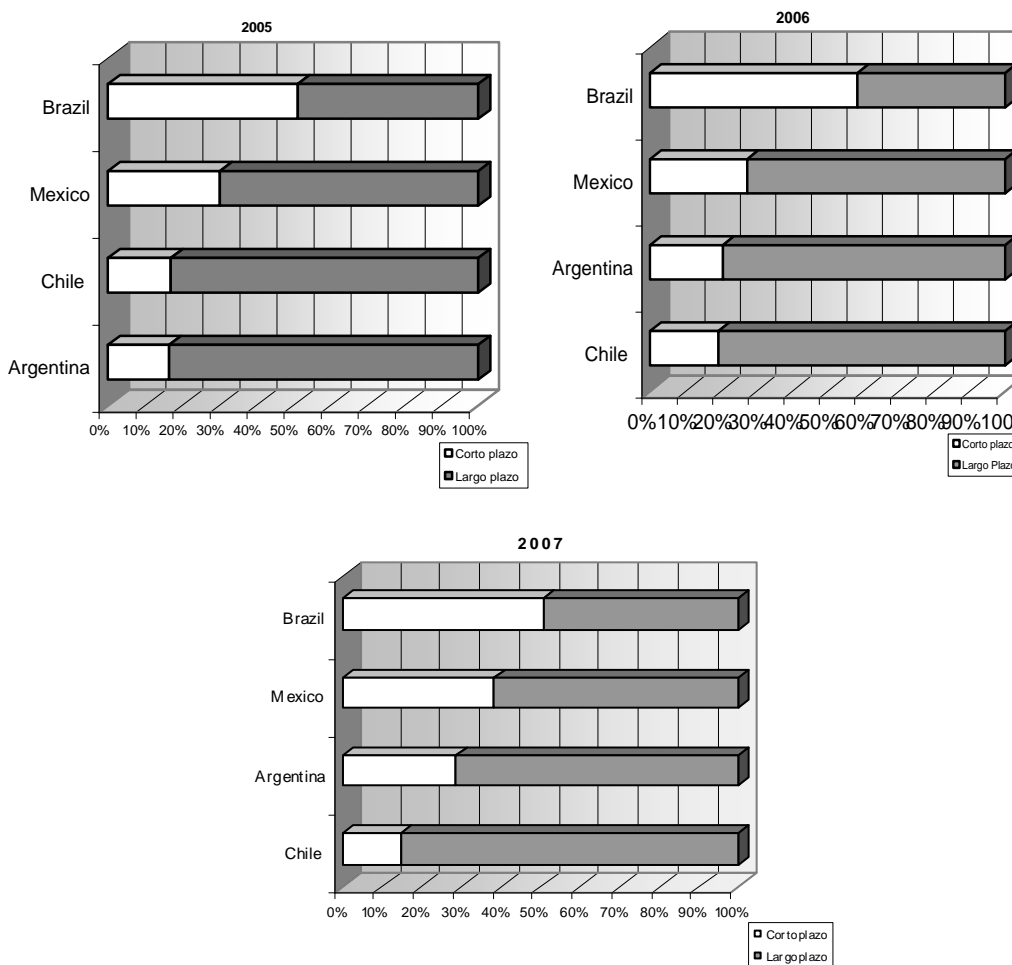 2005
Brazil
Mexico
Chile
Argentina
0% 10% 20% 30% 40% 50% 60% 70% 80% 90% 100%
Corto plazo
Largo plazo
2006
Brazil
Mexico
Argentina
Chile
0% 10% 20% 30% 40% 50% 60% 70% 80% 90% 100
Corto plazo
Largo Plazo
2007
Brazil
Mexico
Argentina
Chile
0% 10% 20% 30% 40% 50% 60% 70% 80% 90% 100%
Corto plazo
Largo plazo